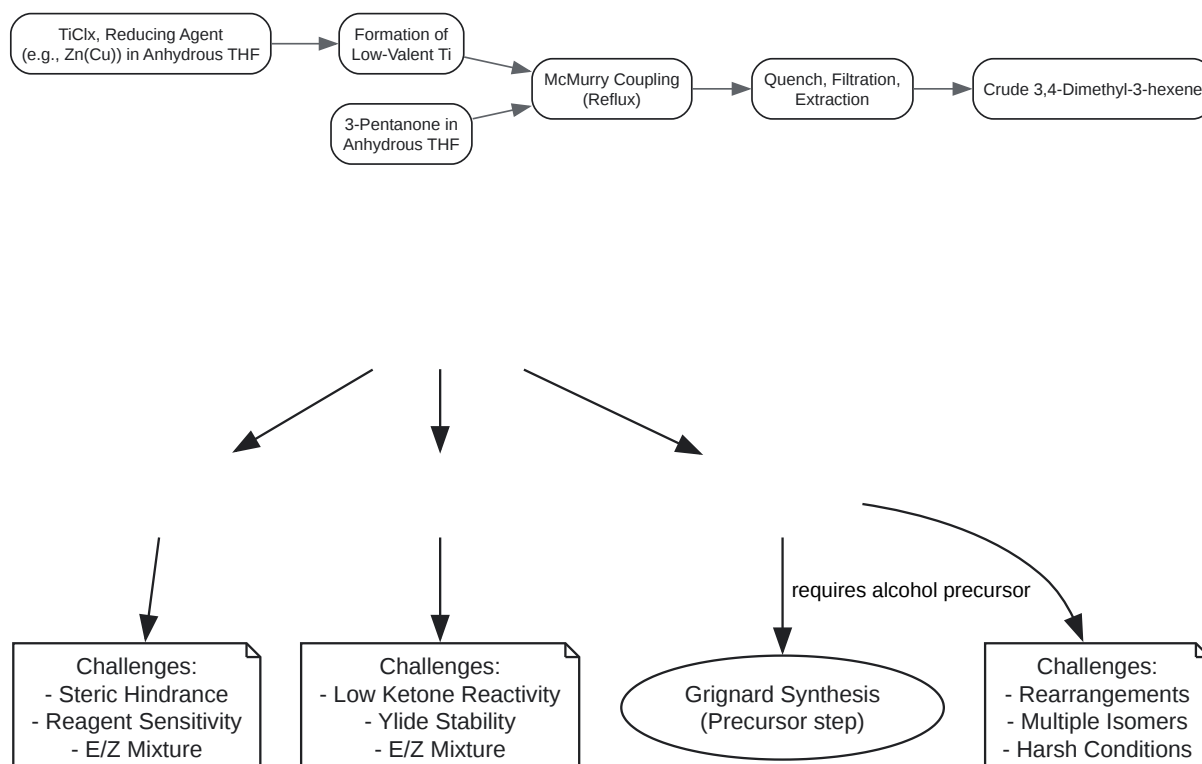 TiClx, Reducing Agent
(e.g., Zn(Cu)) in Anhydrous THF
Formation of
Low-Valent Ti
3-Pentanone in
Anhydrous THF
McMurry Coupling
(Reflux)
Quench, Filtration,
Extraction
Crude 3,4-Dimethyl-3-hexene
requires alcohol precursor
Challenges:
- Steric Hindrance
- Reagent Sensitivity
- E/Z Mixture
Challenges:
- Low Ketone Reactivity
- Ylide Stability
- E/Z Mixture
Grignard Synthesis
(Precursor step)
Challenges:
- Rearrangements
- Multiple Isomers
- Harsh Conditions